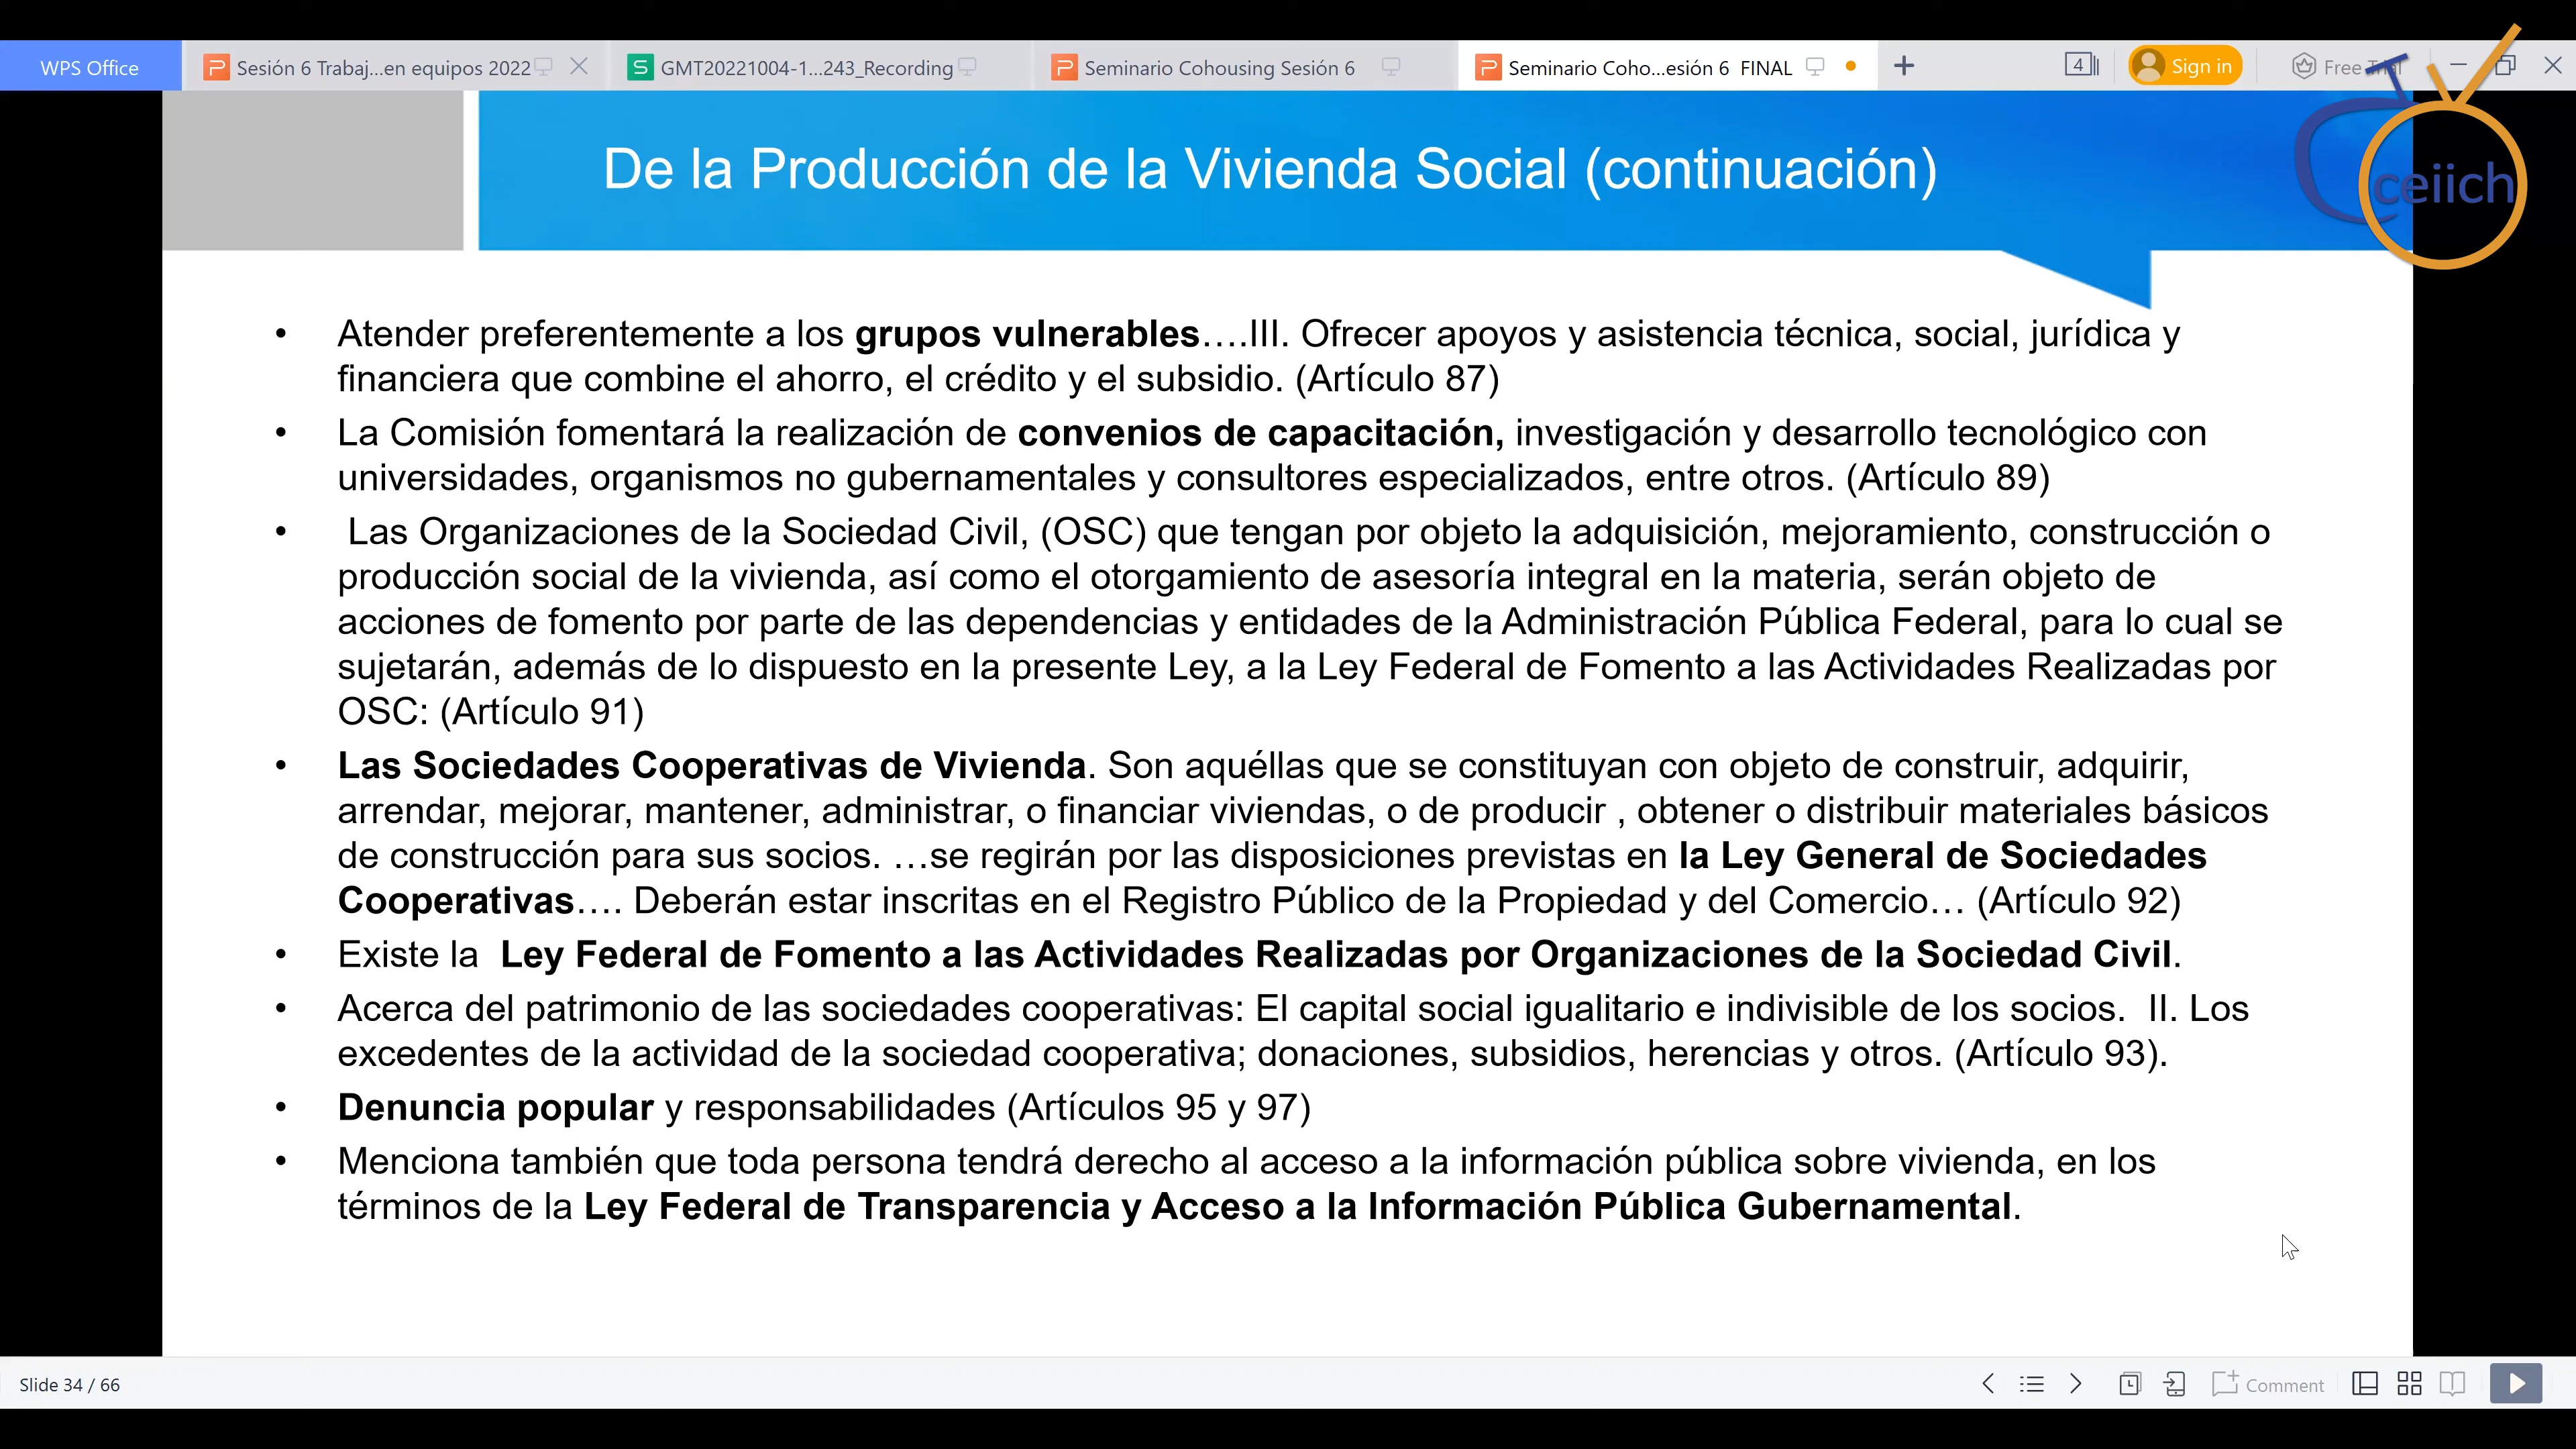 WPS Office
Sesión 6 Trabaj...en equipos 2022
GMT20221004-1...243_Recording
Seminario Cohousing Sesión 6
Seminario Coho...esión 6 FINAL
4
Sign in
Free Trial
ceiich
De la Producción de la Vivienda Social (continuación)
• Atender preferentemente a los grupos vulnerables….III. Ofrecer apoyos y asistencia técnica, social, jurídica y
financiera que combine el ahorro, el crédito y el subsidio. (Artículo 87)
• La Comisión fomentará la realización de convenios de capacitación, investigación y desarrollo tecnológico con
universidades, organismos no gubernamentales y consultores especializados, entre otros. (Artículo 89)
• Las Organizaciones de la Sociedad Civil, (OSC) que tengan por objeto la adquisición, mejoramiento, construcción o
producción social de la vivienda, así como el otorgamiento de asesoría integral en la materia, serán objeto de
acciones de fomento por parte de las dependencias y entidades de la Administración Pública Federal, para lo cual se
sujetarán, además de lo dispuesto en la presente Ley, a la Ley Federal de Fomento a las Actividades Realizadas por
OSC: (Artículo 91)
• Las Sociedades Cooperativas de Vivienda. Son aquéllas que se constituyan con objeto de construir, adquirir,
arrendar, mejorar, mantener, administrar, o financiar viviendas, o de producir , obtener o distribuir materiales básicos
de construcción para sus socios. …se regirán por las disposiciones previstas en la Ley General de Sociedades
Cooperativas…. Deberán estar inscritas en el Registro Público de la Propiedad y del Comercio… (Artículo 92)
• Existe la Ley Federal de Fomento a las Actividades Realizadas por Organizaciones de la Sociedad Civil.
• Acerca del patrimonio de las sociedades cooperativas: El capital social igualitario e indivisible de los socios. II. Los
excedentes de la actividad de la sociedad cooperativa; donaciones, subsidios, herencias y otros. (Artículo 93).
• Denuncia popular y responsabilidades (Artículos 95 y 97)
• Menciona también que toda persona tendrá derecho al acceso a la información pública sobre vivienda, en los
términos de la Ley Federal de Transparencia y Acceso a la Información Pública Gubernamental.
Slide 34 / 66
Comment